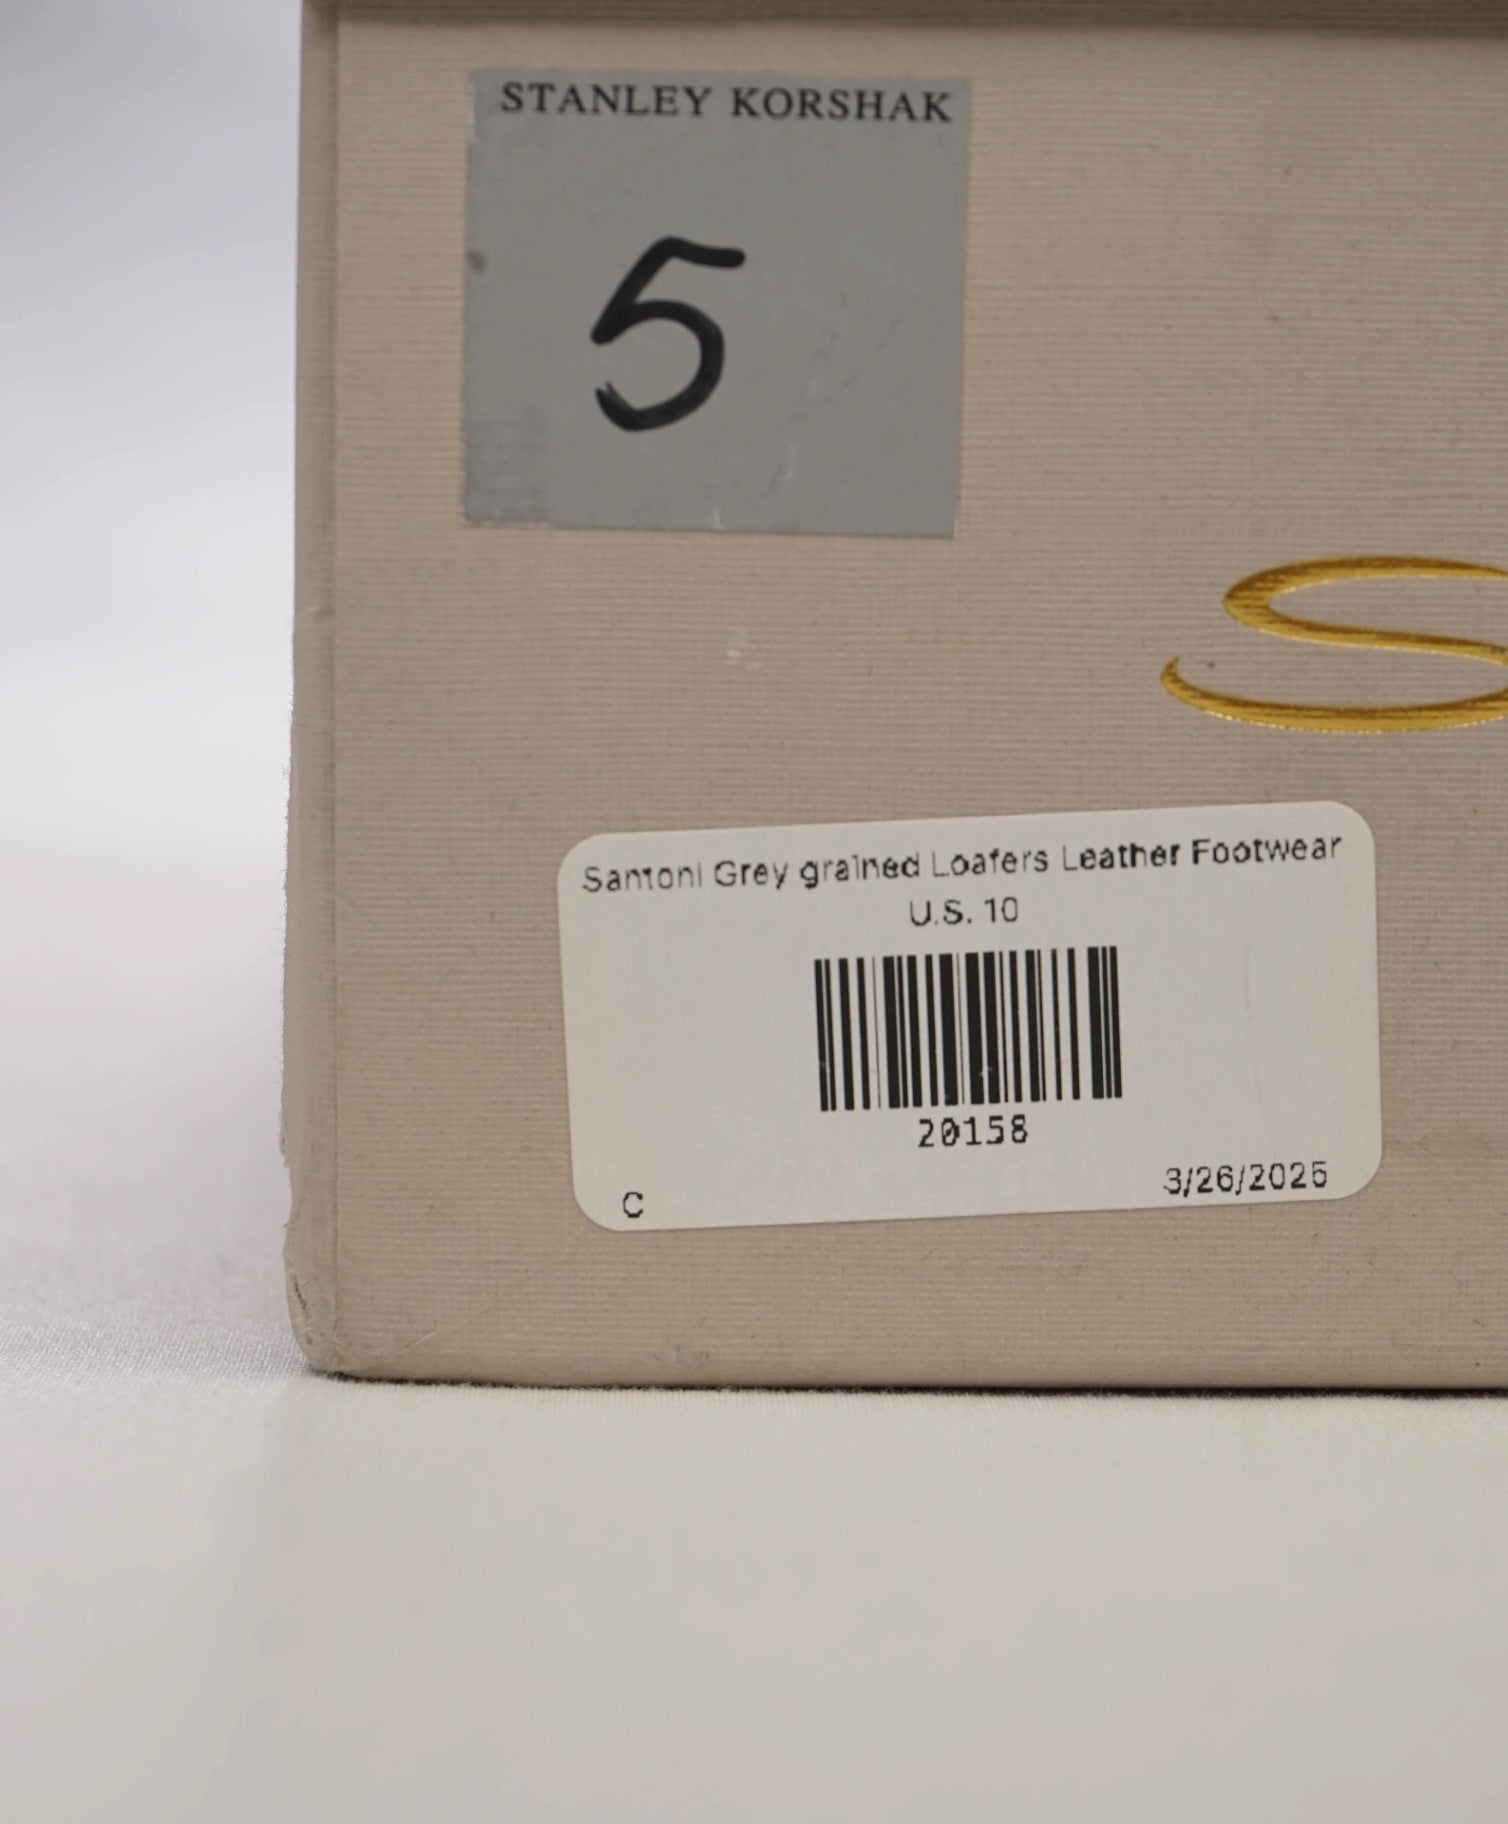 STANLEY KORSHAK
5
S
Santoni Grey grained Loafers Leather Footwear
U.S. 10
20158
3/26/2025
C